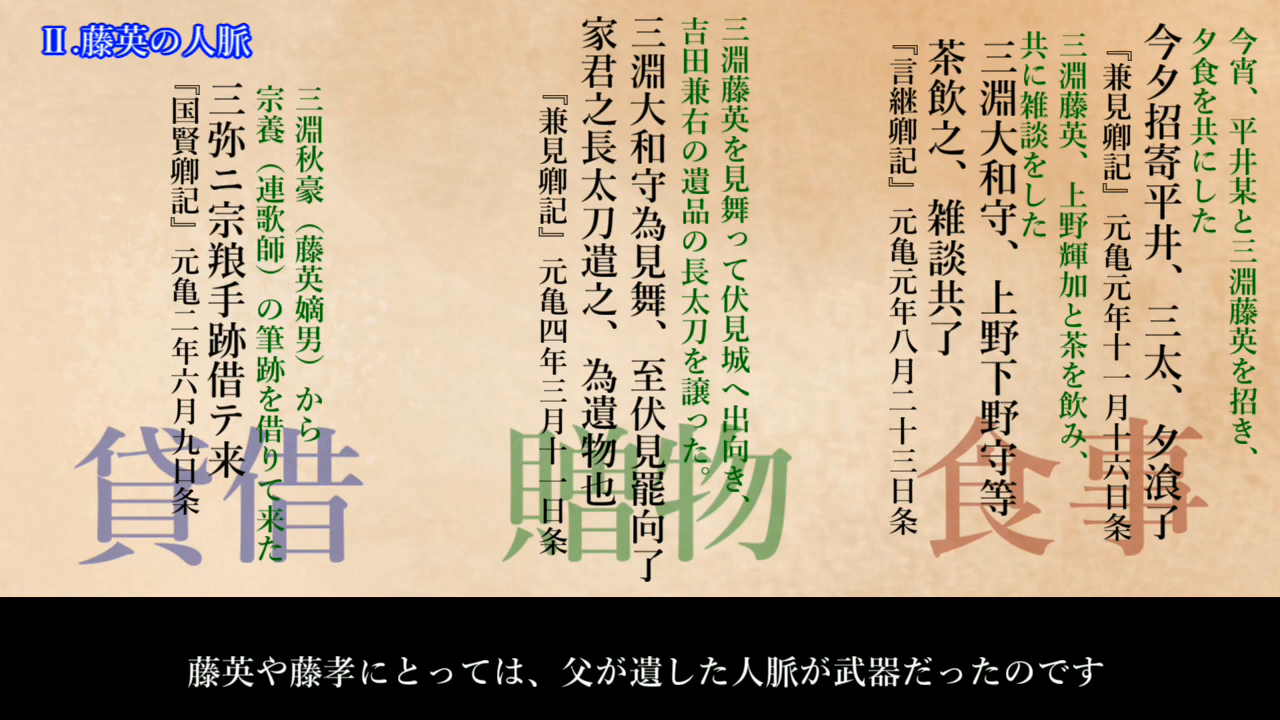 Ⅱ.藤英の人脈
今宵、平井某と三淵藤英を招き、
夕食を共にした
今夕招寄平井、三太、夕飡了
『兼見卿記』元亀元年十一月十六日条
三淵藤英、上野輝加と茶を飲み、
共に雑談をした
三淵大和守、上野下野守等
茶飲之、雑談共了
『言継卿記』元亀元年八月二十三日条
食事
三淵藤英を見舞って伏見城へ出向き、
吉田兼右の遺品の長太刀を譲った。
三淵大和守為見舞、至伏見罷向了
家君之長太刀遣之、為遺物也
『兼見卿記』元亀四年三月十一日条
贈物
三淵秋豪（藤英嫡男）から
宗養（連歌師）の筆跡を借りて来た
三弥ニ宗羪手跡借テ来
『国賢卿記』元亀二年六月九日条
貸借
藤英や藤孝にとっては、父が遺した人脈が武器だったのです